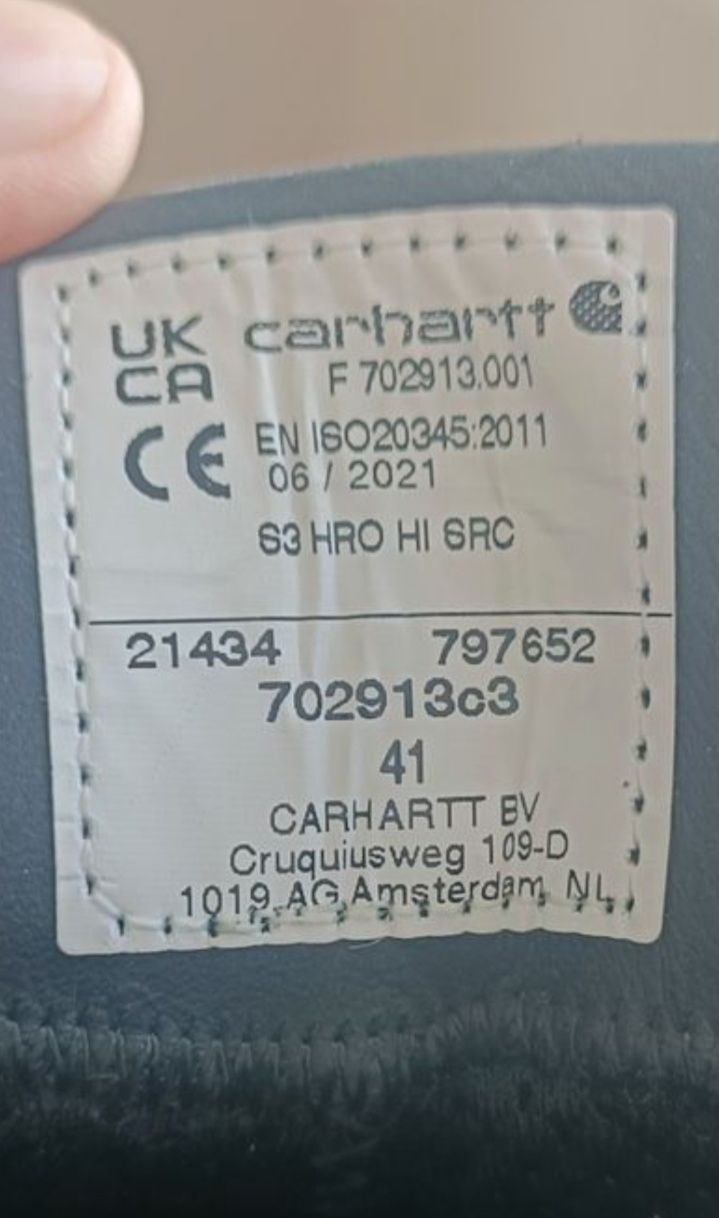 UK
CA
carhartt
F 702913.001
CE
EN ISO20345:2011
06 / 2021
S3 HRO HI SRC
21434 797652
702913c3
41
CARHARTT BV
Cruquiusweg 109-D
1019 AG Amsterdam NL